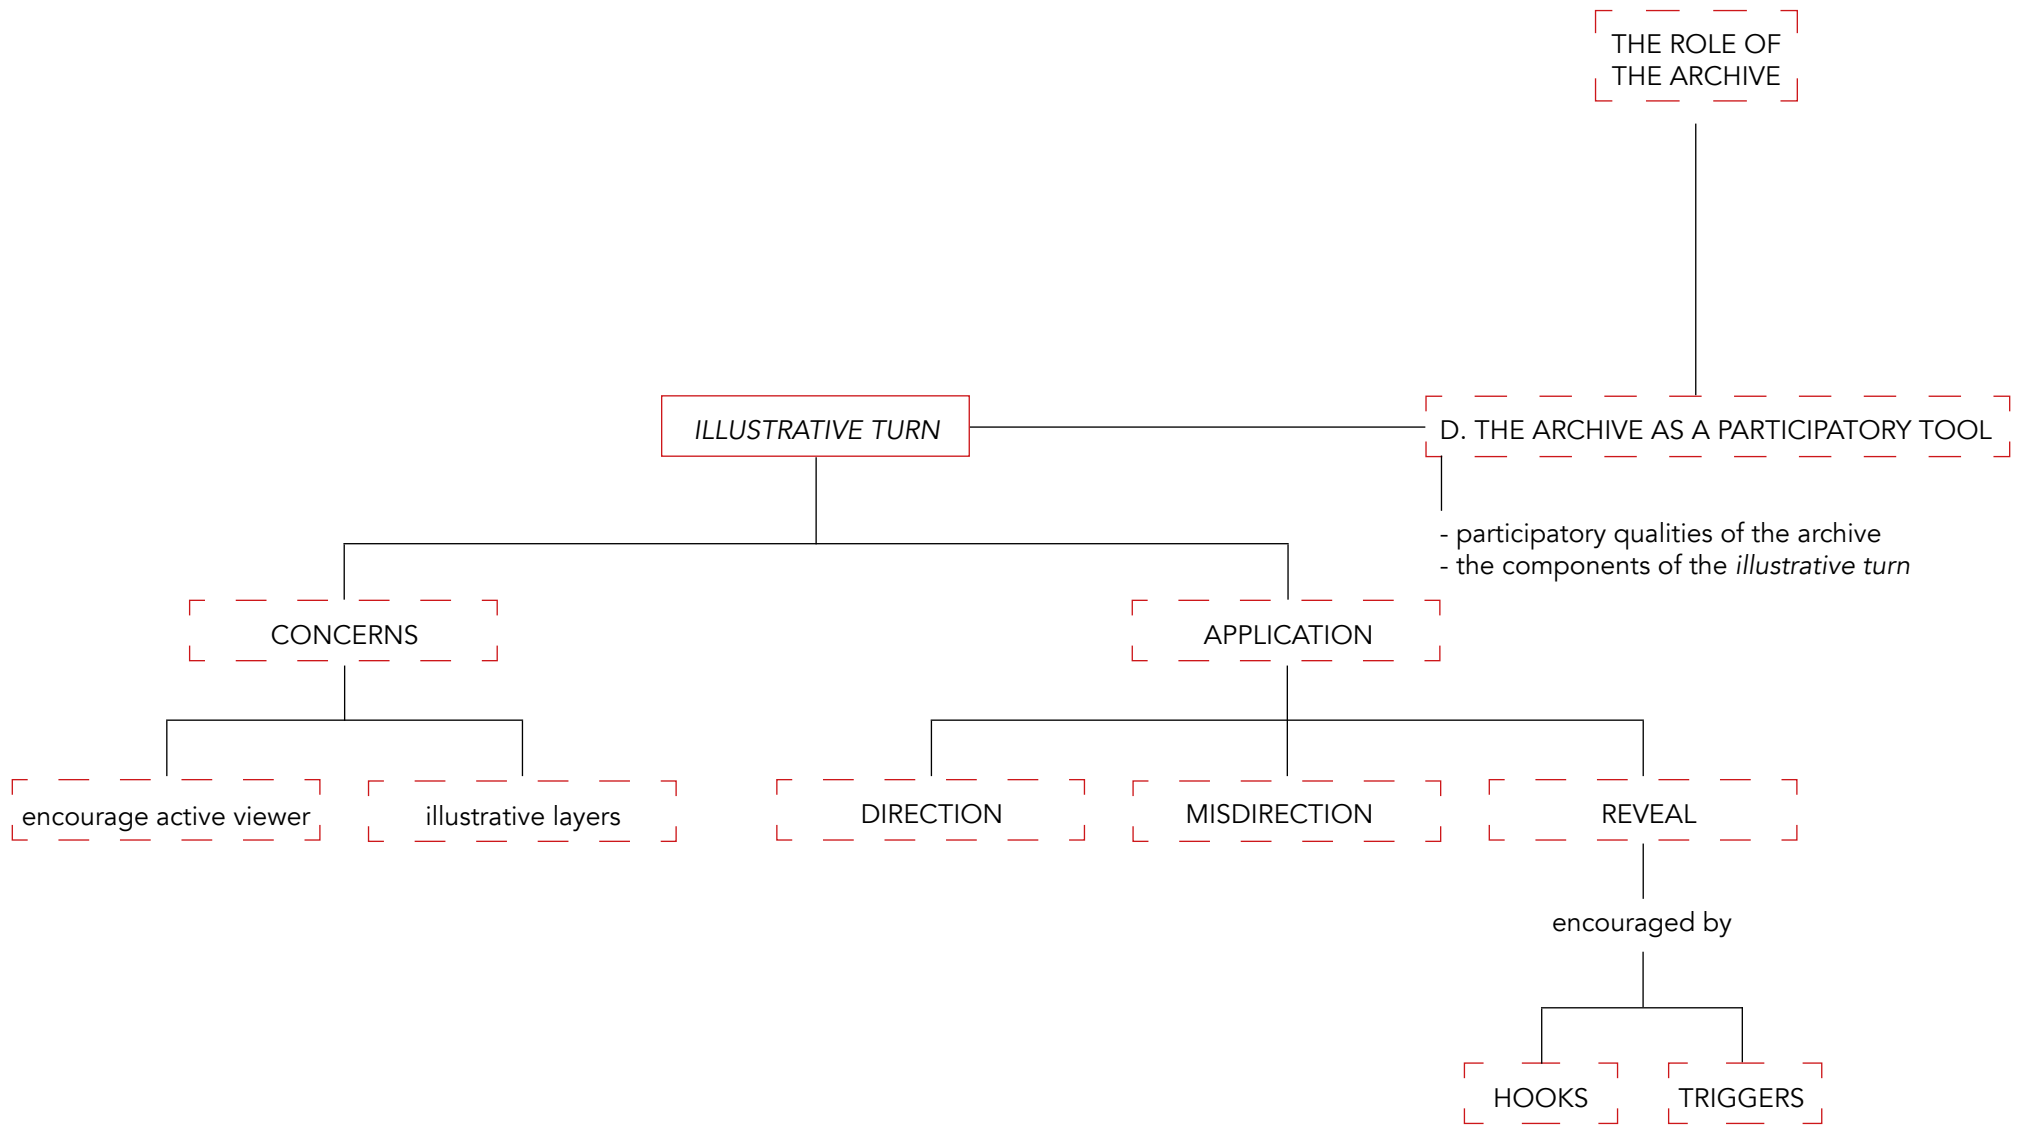 THE ROLE OF
THE ARCHIVE
ILLUSTRATIVE TURN
D. THE ARCHIVE AS A PARTICIPATORY TOOL
- participatory qualities of the archive
- the components of the illustrative turn
CONCERNS
APPLICATION
encourage active viewer
illustrative layers
DIRECTION
MISDIRECTION
REVEAL
encouraged by
HOOKS
TRIGGERS